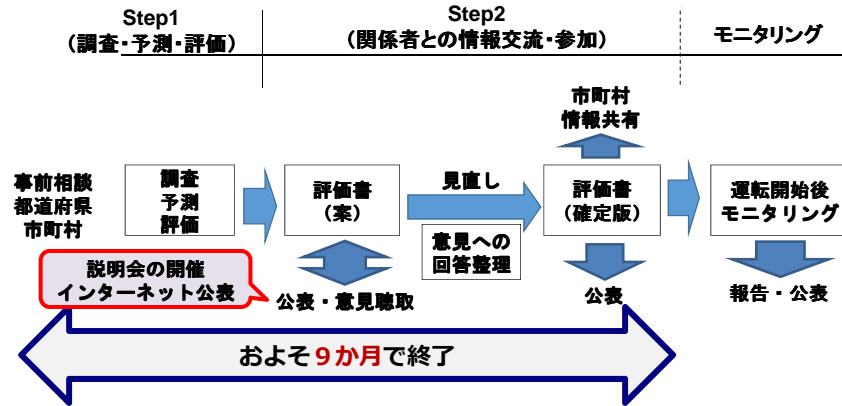 Step1
(調査・予測・評価)
Step2
(関係者との情報交流・参加)
モニタリング
市町村
情報共有
事前相談
都道府県
市町村
調査
予測
評価
評価書
(案)
見直し
意見への
回答整理
評価書
(確定版)
運転開始後
モニタリング
説明会の開催
インターネット公表
公表・意見聴取
公表
報告・公表
およそ９か月で終了